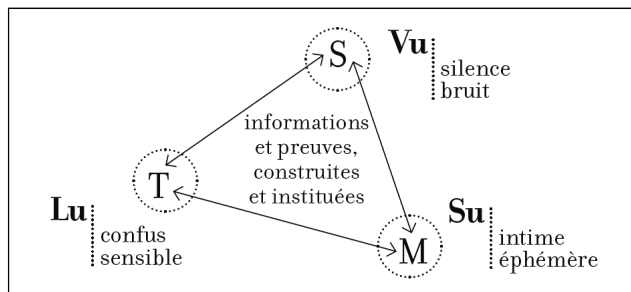 S
Vu
silence
bruit
informations
et preuves,
construites
et instituées
T
Lu
confus
sensible
M
Su
intime
éphémère